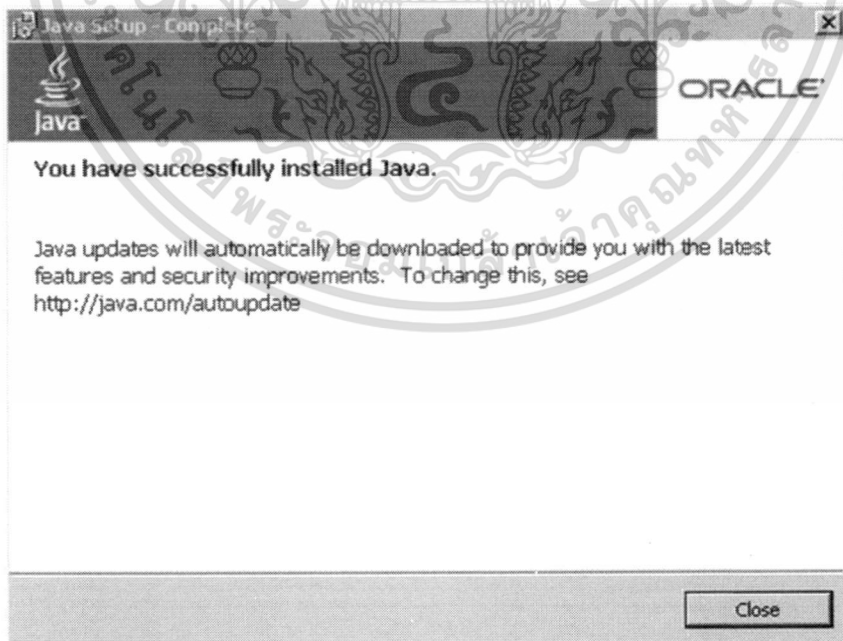 Java Setup - Complete
Java
ORACLE
You have successfully installed Java.
Java updates will automatically be downloaded to provide you with the latest
features and security improvements. To change this, see
http://java.com/autoupdate
Close